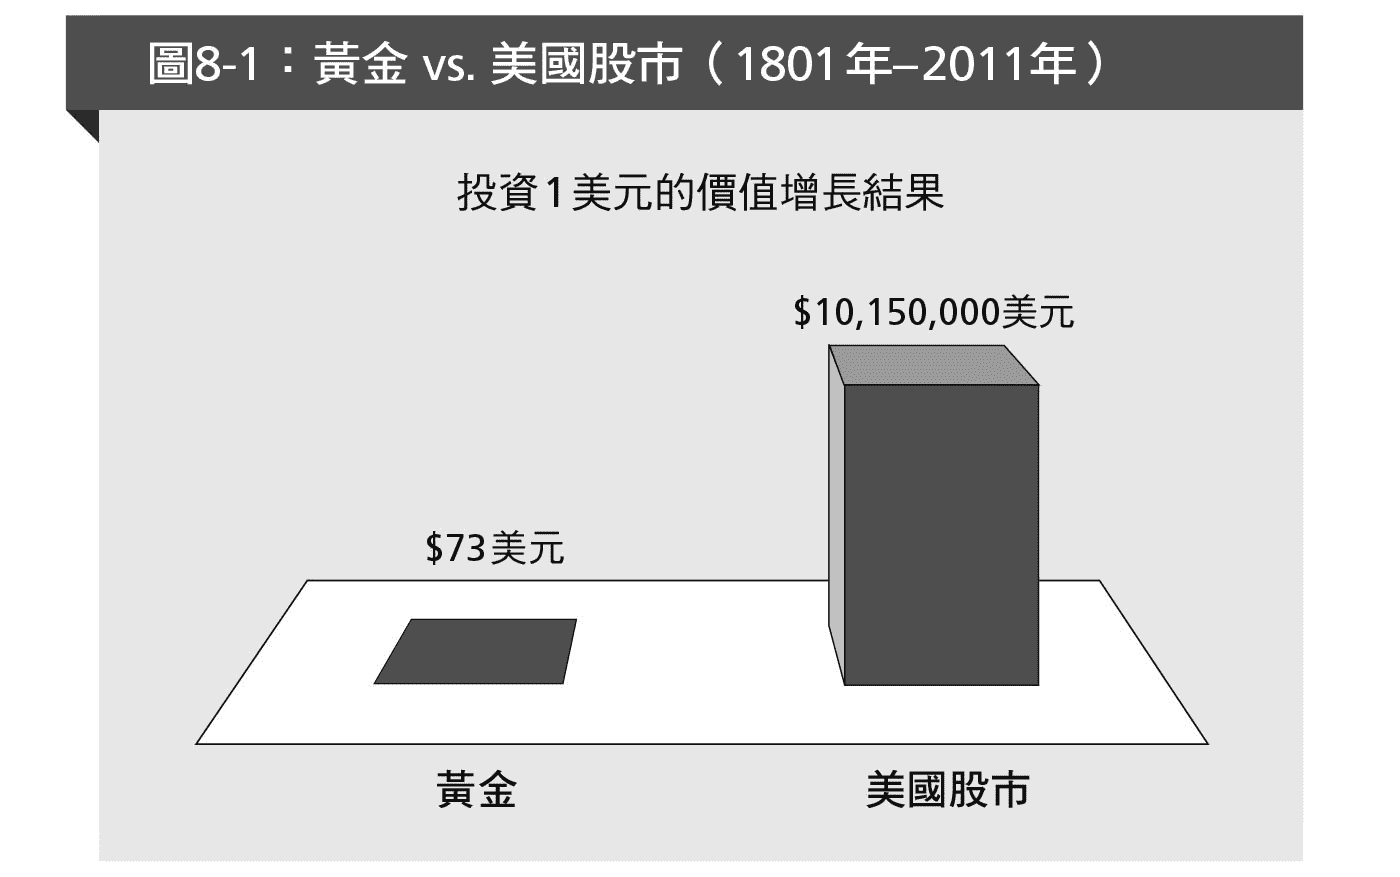 圖8-1：黃金 vs. 美國股市（1801年–2011年）
投資1美元的價值增長結果
$10,150,000美元
$73美元
黃金
美國股市